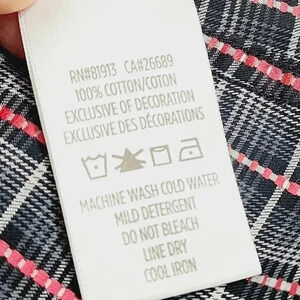 RN#81913 CA#26689
100% COTTON/COTON
EXCLUSIVE OF DECORATION
EXCLUSIVE DES DÉCORATIONS
MACHINE WASH COLD WATER
MILD DETERGENT
DO NOT BLEACH
LINE DRY
COOL IRON